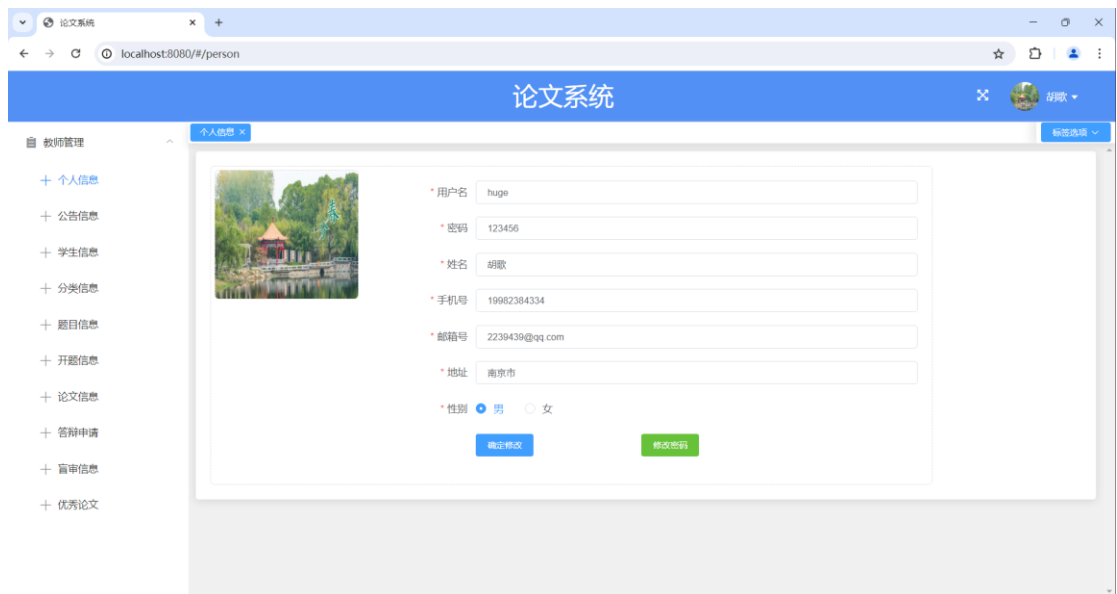 论文系统
localhost:8080/#/person
论文系统
胡歌
教师管理
个人信息
标签选项
个人信息
公告信息
学生信息
分类信息
题目信息
开题信息
论文信息
答辩申请
盲审信息
优秀论文
* 用户名 huge
* 密码 123456
* 姓名 胡歌
* 手机号 19982384334
* 邮箱号 2239439@qq.com
* 地址 南京市
* 性别 男 女
确定修改 修改密码